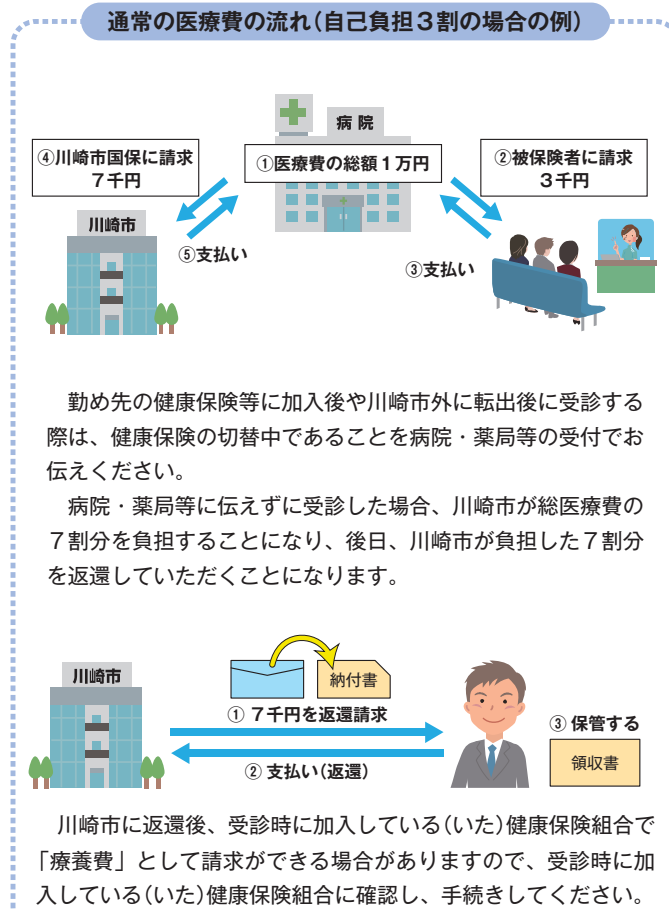 通常の医療費の流れ(自己負担３割の場合の例)
病院
④川崎市国保に請求
７千円
①医療費の総額１万円
②被保険者に請求
３千円
川崎市
⑤支払い
③支払い
　勤め先の健康保険等に加入後や川崎市外に転出後に受診する
際は、健康保険の切替中であることを病院・薬局等の受付でお
伝えください。
　病院・薬局等に伝えずに受診した場合、川崎市が総医療費の
７割分を負担することになり、後日、川崎市が負担した７割分
を返還していただくことになります。
川崎市
納付書
① ７千円を返還請求
② 支払い(返還)
③ 保管する
領収書
　川崎市に返還後、受診時に加入している(いた)健康保険組合で
「療養費」として請求ができる場合がありますので、受診時に加
入している(いた)健康保険組合に確認し、手続きしてください。